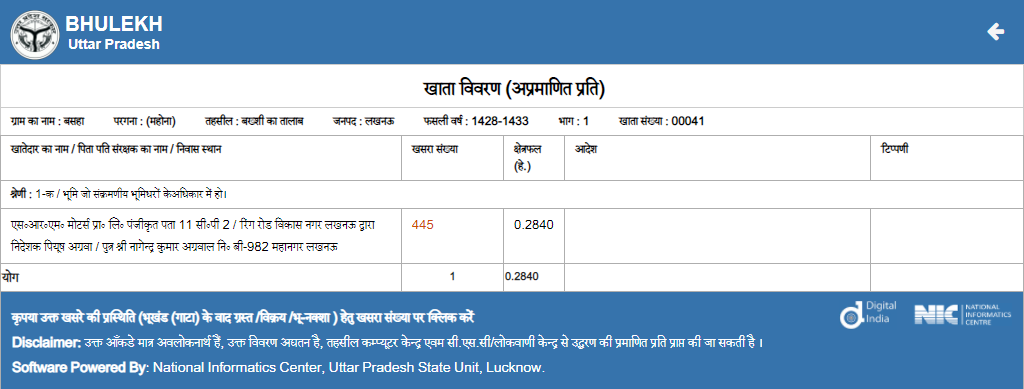 BHULEKH
Uttar Pradesh
खाता विवरण (अप्रमाणित प्रति)
ग्राम का नाम : बसहा परगना : (महोना) तहसील : बख्शी का तालाब जनपद : लखनऊ फसली वर्ष : 1428-1433 भाग : 1 खाता संख्या : 00041
खातेदार का नाम / पिता पति संरक्षक का नाम / निवास स्थान खसरा संख्या क्षेत्रफल (हे.) आदेश टिप्पणी
श्रेणी : 1-क / भूमि जो संक्रमणीय भूमिधरों केअधिकार में हो।
एस०आर०एम० मोटर्स प्रा० लि० पंजीकृत पता 11 सी०पी 2 / रिंग रोड विकास नगर लखनऊ द्वारा 445 0.2840
निदेशक पियूष अग्रवा / पुत्र श्री नागेन्द्र कुमार अग्रवाल नि० बी-982 महानगर लखनऊ
योग 1 0.2840
कृपया उक्त खसरे की प्रास्थिति (भूखंड (गाटा) के वाद ग्रस्त /विक्रय /भू-नक्शा ) हेतु खसरा संख्या पर क्लिक करें
Disclaimer: उक्त आँकडे मात्र अवलोकनार्थ हैं, उक्त विवरण अद्यतन है, तहसील कम्प्यूटर केन्द्र एवम सी.एस.सी/लोकवाणी केन्द्र से उद्धरण की प्रमाणित प्रति प्राप्त की जा सकती है ।
Software Powered By: National Informatics Center, Uttar Pradesh State Unit, Lucknow.
Digital India
NIC NATIONAL INFORMATICS CENTRE